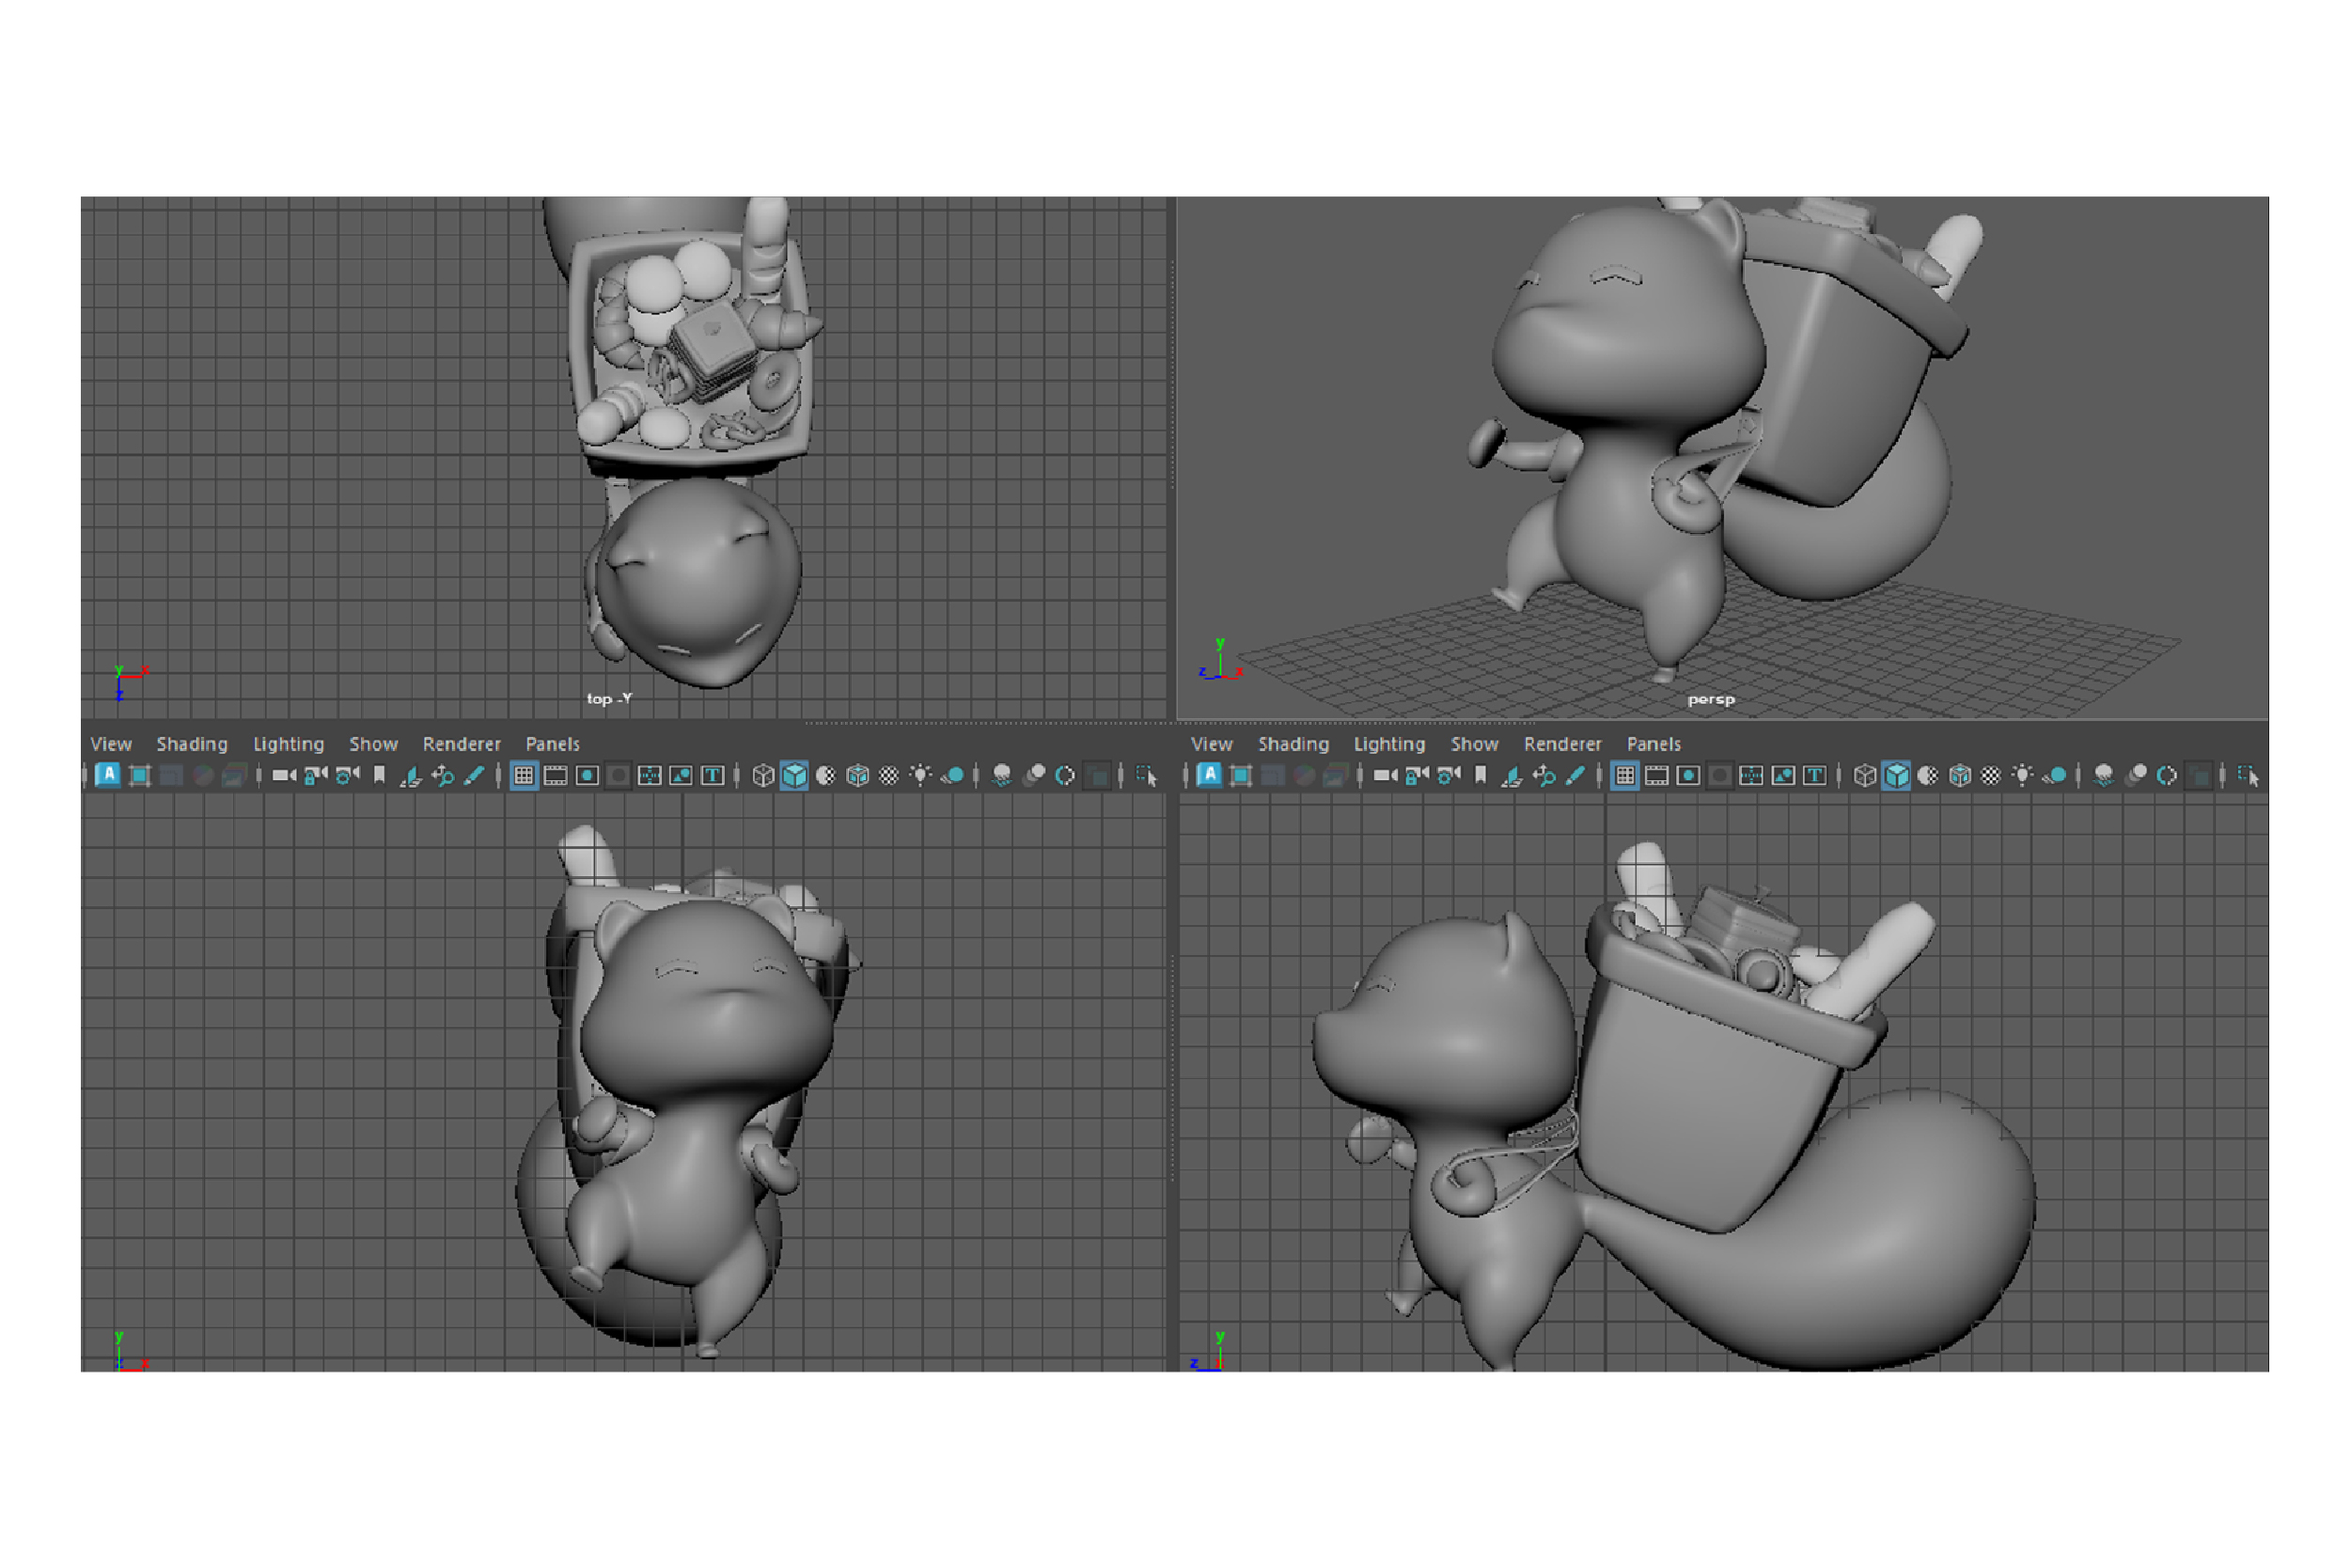 y x
z
top -Y
y
z x
persp
View Shading Lighting Show Renderer Panels
View Shading Lighting Show Renderer Panels
A T
A T
y
z x
y
z